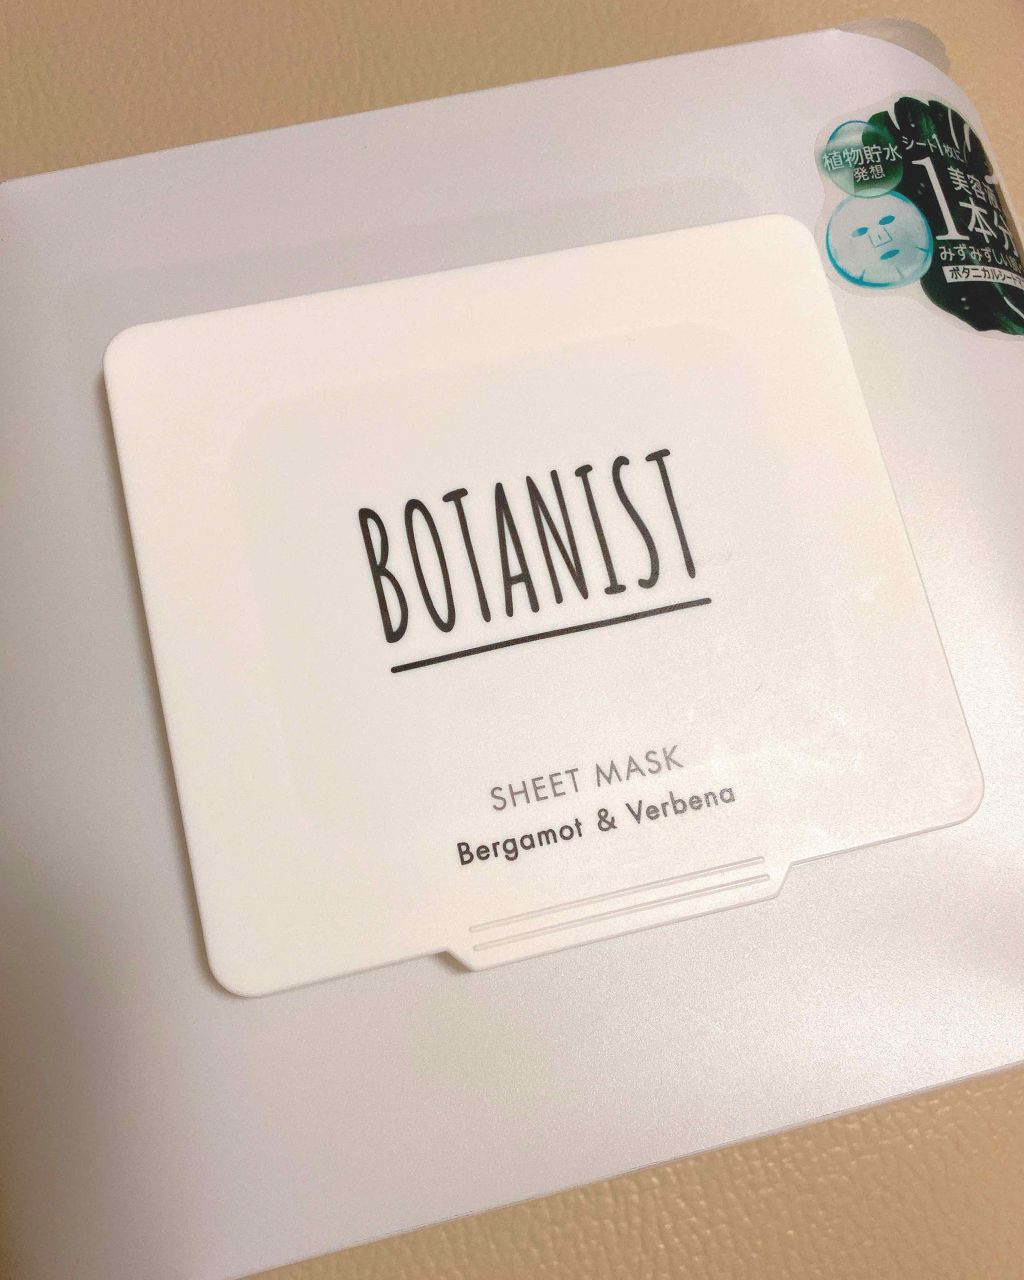 植物貯水
発想
シート1枚に
美容液
1本分
みずみずしい
ボタニカルシート
BOTANIST
SHEET MASK
Bergamot & Verbena